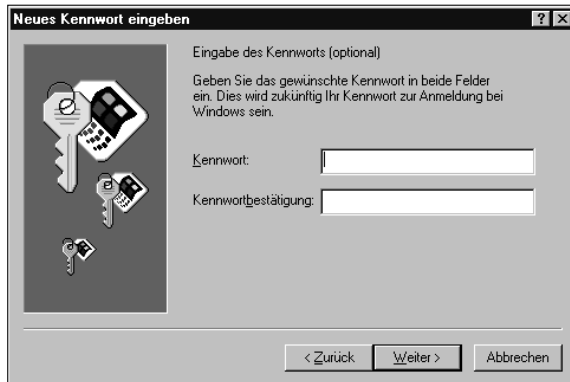 Neues Kennwort eingeben
Eingabe des Kennworts (optional)
Geben Sie das gewünschte Kennwort in beide Felder
ein. Dies wird zukünftig Ihr Kennwort zur Anmeldung bei
Windows sein.
Kennwort:
Kennwortbestätigung:
< Zurück Weiter > Abbrechen